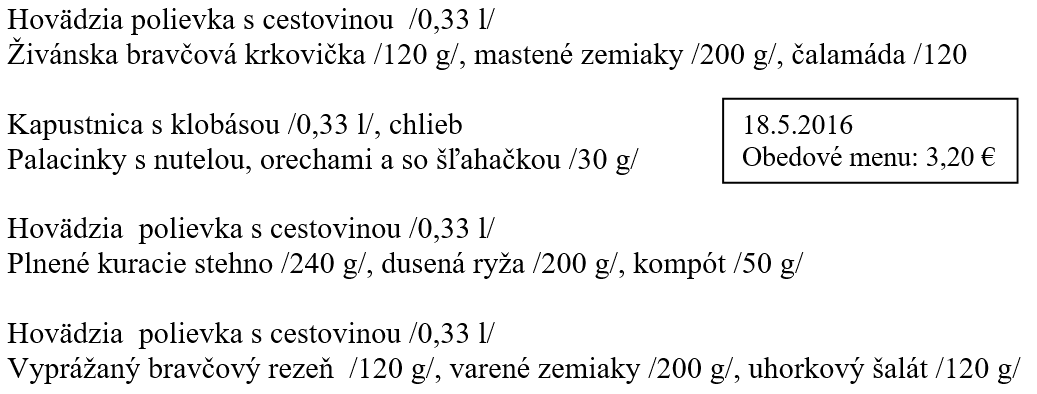 Hovädzia polievka s cestovinou /0,33 l/
Živánska bravčová krkovička /120 g/, mastené zemiaky /200 g/, čalamáda /120
Kapustnica s klobásou /0,33 l/, chlieb
Palacinky s nutelou, orechami a so šľahačkou /30 g/
18.5.2016
Obedové menu: 3,20 €
Hovädzia polievka s cestovinou /0,33 l/
Plnené kuracie stehno /240 g/, dusená ryža /200 g/, kompót /50 g/
Hovädzia polievka s cestovinou /0,33 l/
Vyprážaný bravčový rezeň /120 g/, varené zemiaky /200 g/, uhorkový šalát /120 g/